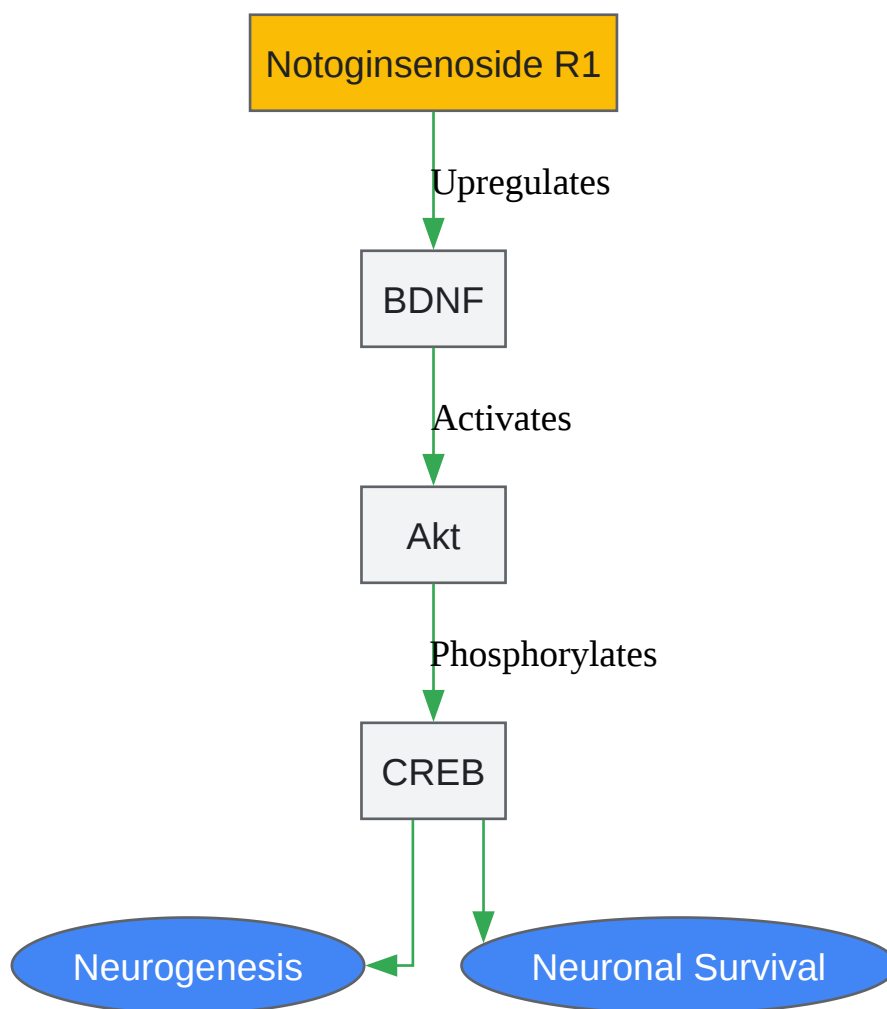 Notoginsenoside R1
Upregulates
BDNF
Activates
Akt
Phosphorylates
CREB
Neurogenesis
Neuronal Survival